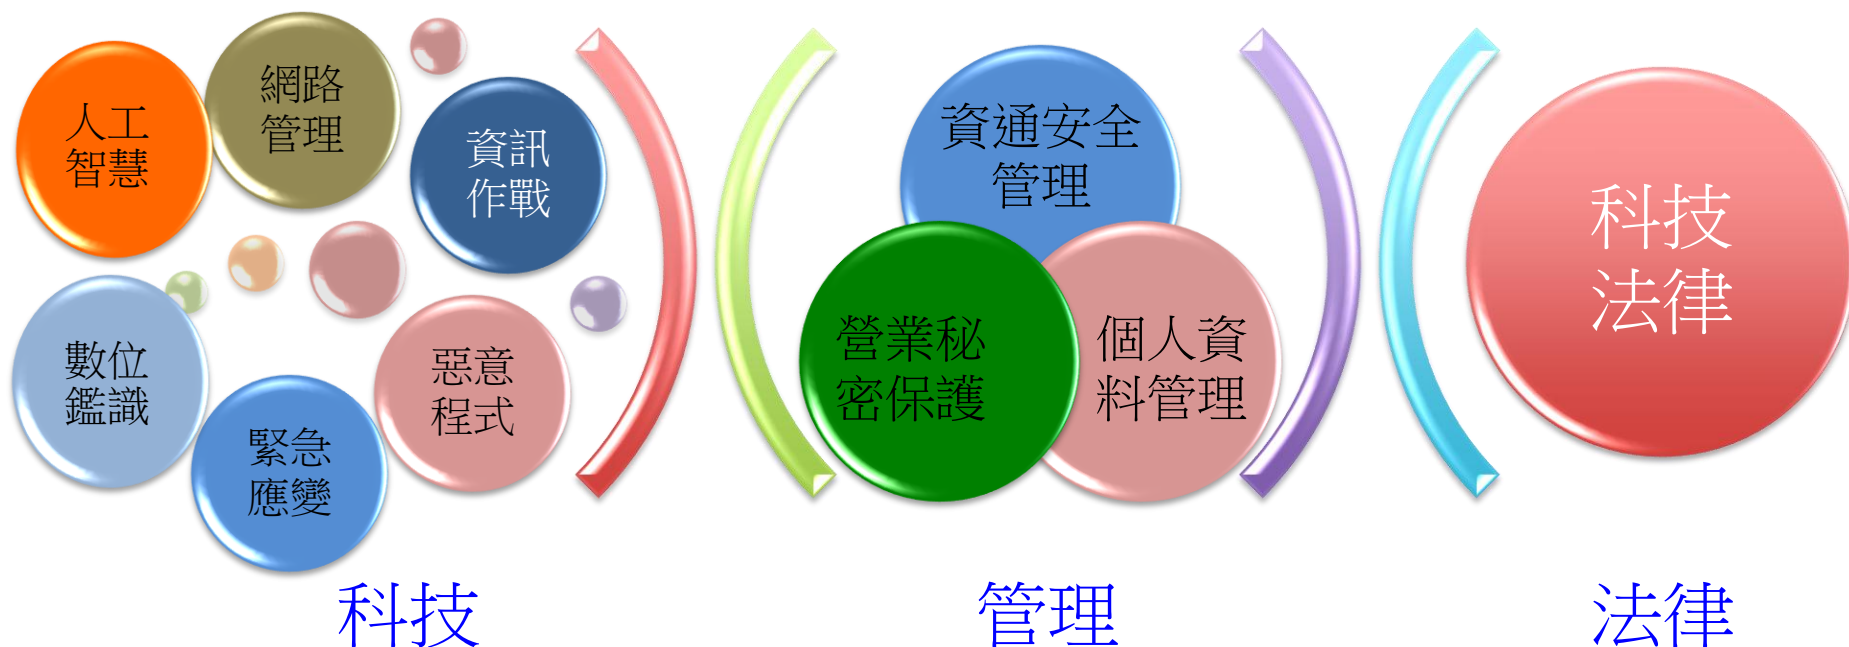 人工
智慧
網路
管理
資訊
作戰
數位
鑑識
緊急
應變
惡意
程式
科技
資通安全
管理
營業秘
密保護
個人資
料管理
管理
科技
法律
法律